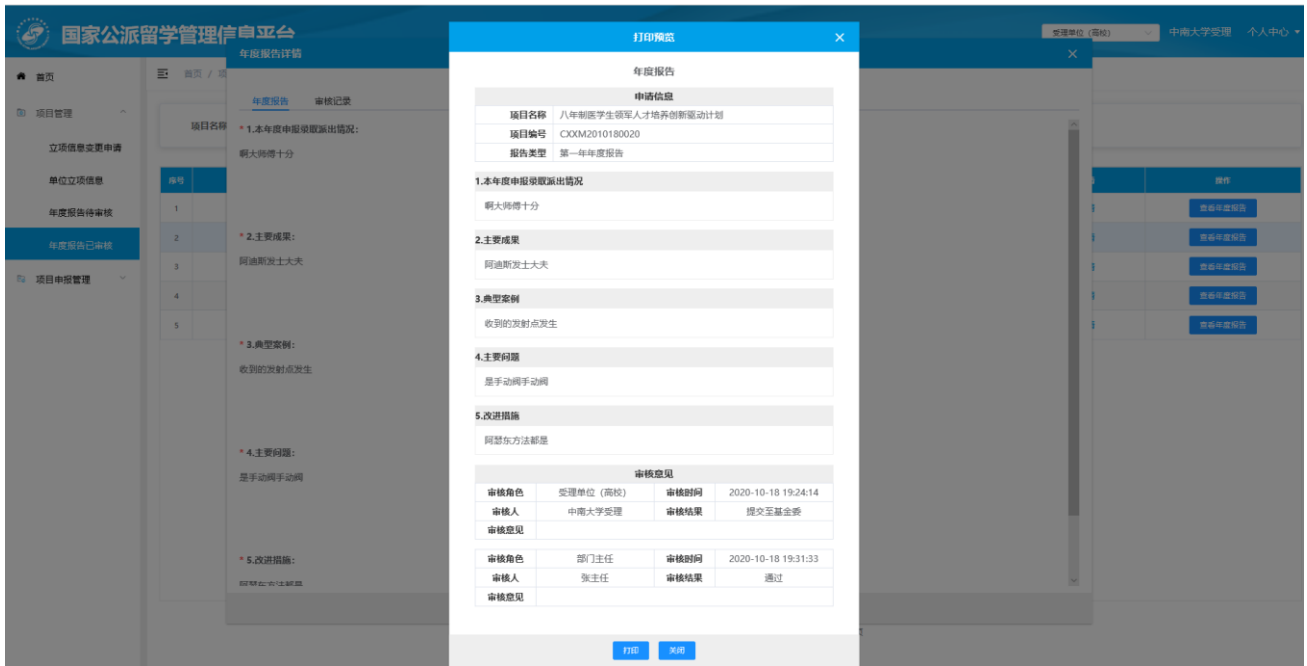 国家公派留学管理信息平台
受理单位（高校）
中南大学受理
个人中心
首页
项目管理
立项信息变更申请
单位立项信息
年度报告待审核
年度报告已审核
项目申报管理
首页 / 项
项目名称
序号
1
2
3
4
5
操作
查看年度报告
查看年度报告
查看年度报告
查看年度报告
查看年度报告
年度报告详情
年度报告 审核记录
* 1.本年度申报录取派出情况：
啊大师傅十分
* 2.主要成果：
阿迪斯发士大夫
* 3.典型案例：
收到的发射点发生
* 4.主要问题：
是手动阀手动阀
* 5.改进措施：
阿瑟东方法都是
打印预览
年度报告
申请信息
项目名称 八年制医学生领军人才培养创新驱动计划
项目编号 CXXM2010180020
报告类型 第一年年度报告
1.本年度申报录取派出情况
啊大师傅十分
2.主要成果
阿迪斯发士大夫
3.典型案例
收到的发射点发生
4.主要问题
是手动阀手动阀
5.改进措施
阿瑟东方法都是
审核意见
审核角色 受理单位（高校） 审核时间 2020-10-18 19:24:14
审核人 中南大学受理 审核结果 提交至基金委
审核意见
审核角色 部门主任 审核时间 2020-10-18 19:31:33
审核人 张主任 审核结果 通过
审核意见
打印 关闭